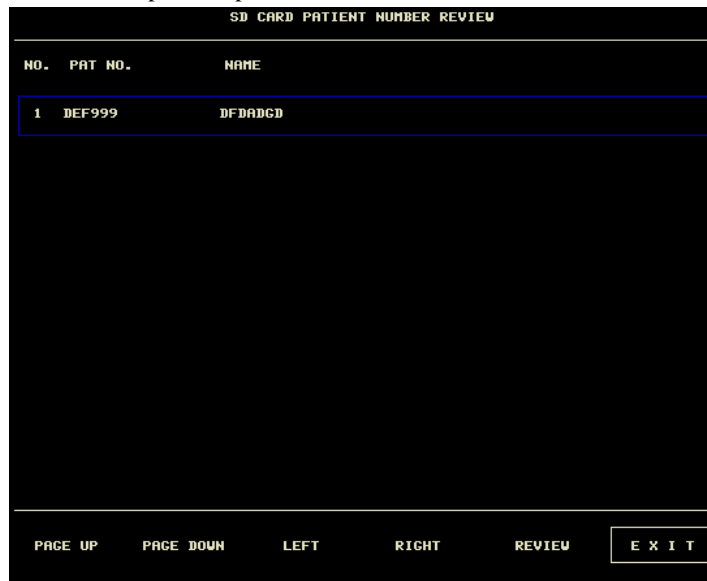 SD CARD PATIENT NUMBER REVIEW
NO. PAT NO. NAME
1 DEF999 DFDADGD
PAGE UP PAGE DOWN LEFT RIGHT REVIEW E X I T